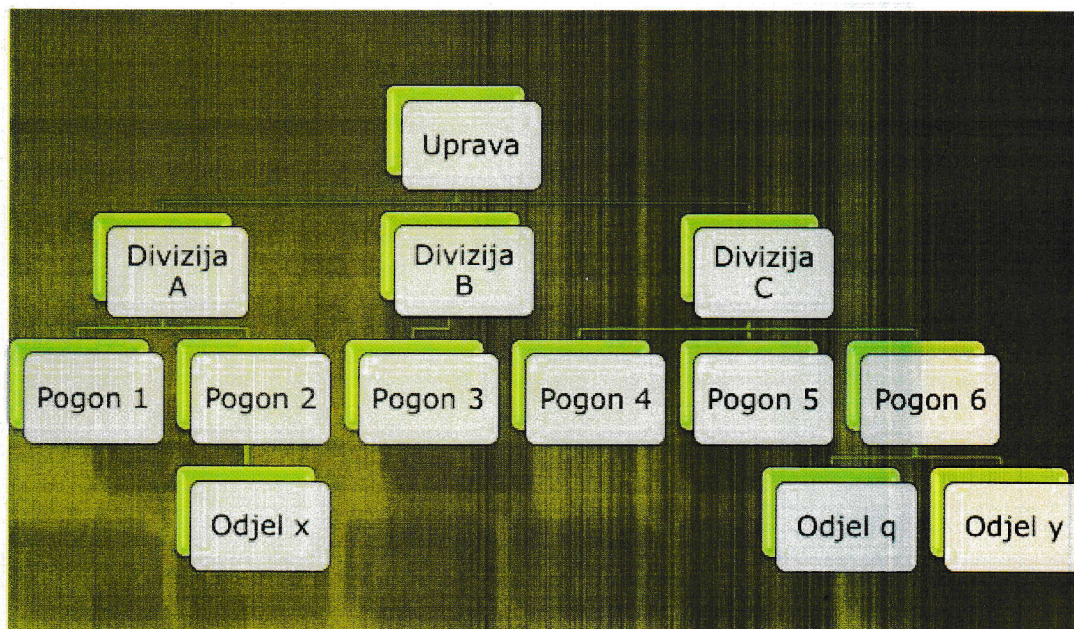 Uprava
Divizija
A
Divizija
B
Divizija
C
Pogon 1
Pogon 2
Pogon 3
Pogon 4
Pogon 5
Pogon 6
Odjel x
Odjel q
Odjel y